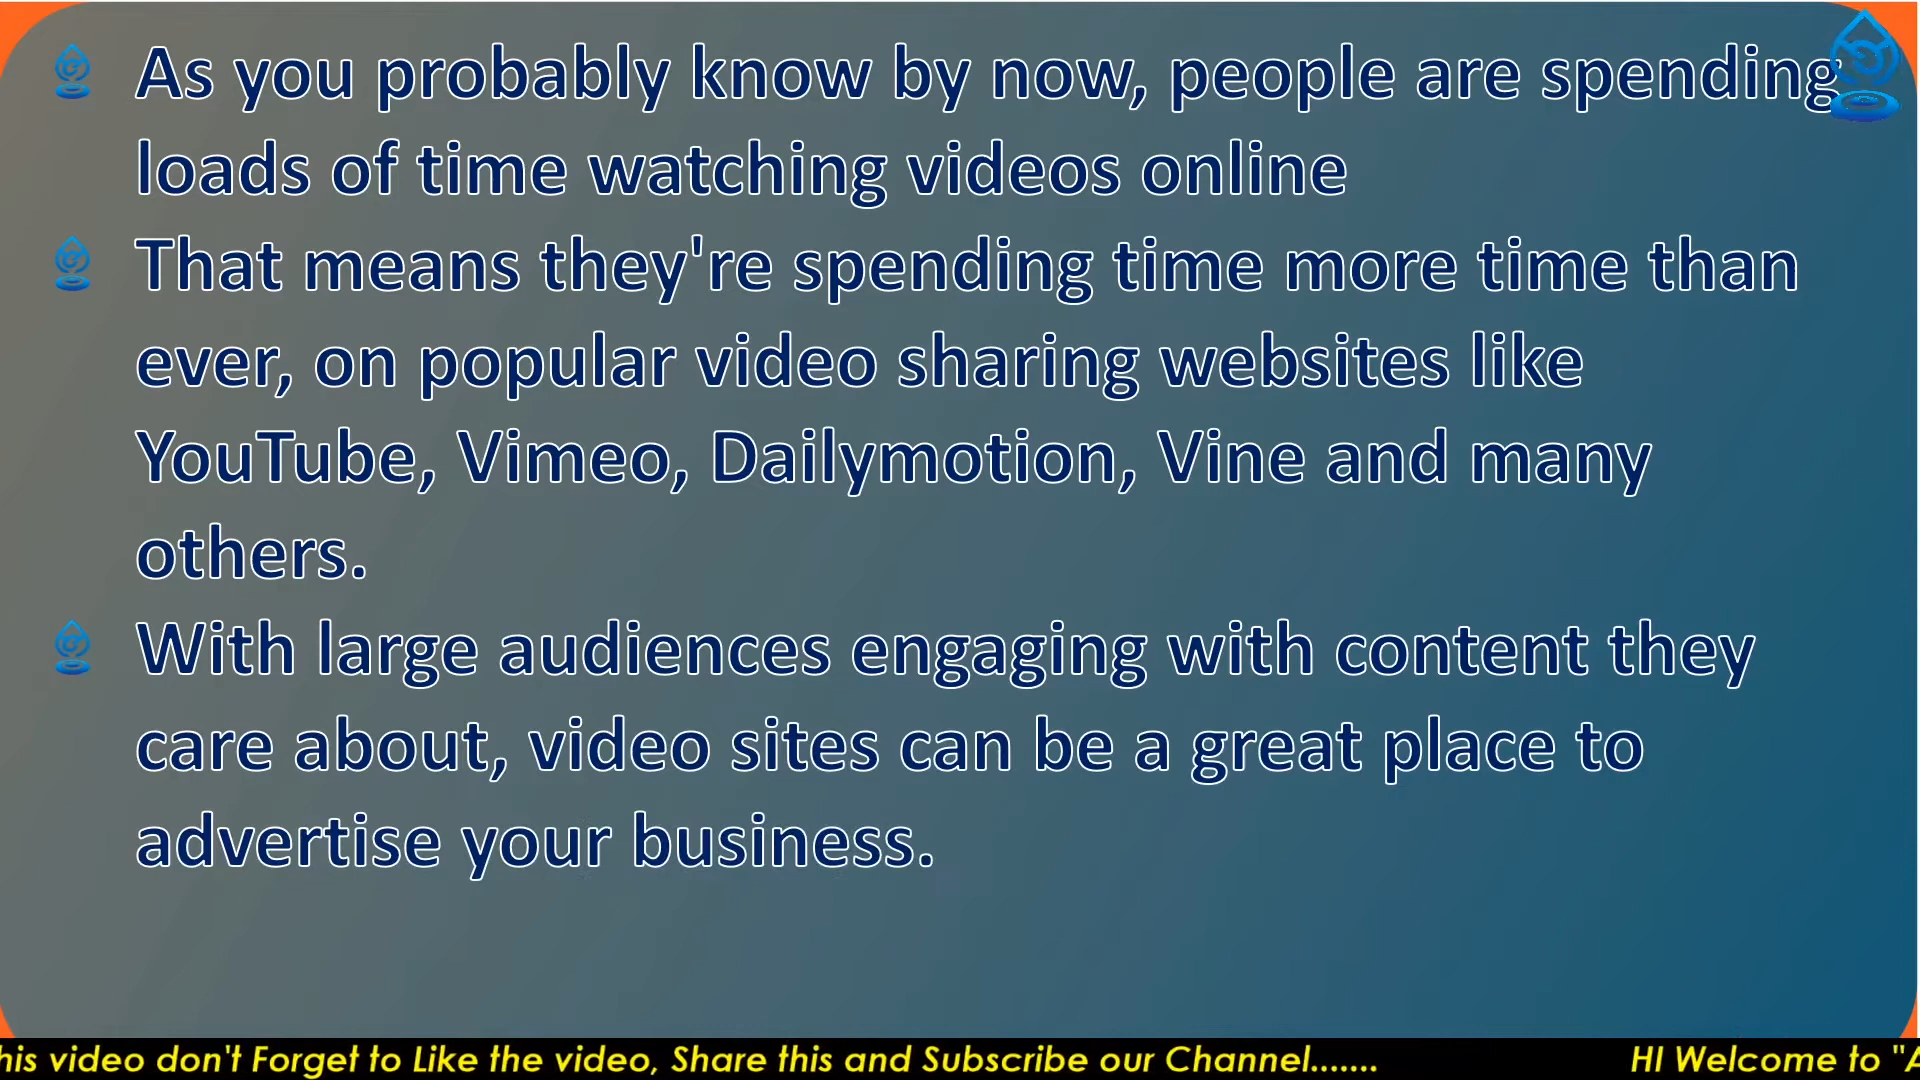 As you probably know by now, people are spending
loads of time watching videos online
That means they're spending time more time than
ever, on popular video sharing websites like
YouTube, Vimeo, Dailymotion, Vine and many
others.
With large audiences engaging with content they
care about, video sites can be a great place to
advertise your business.
video don't Forget to Like the video, Share this and Subscribe our Channel....... HI Welcome to "